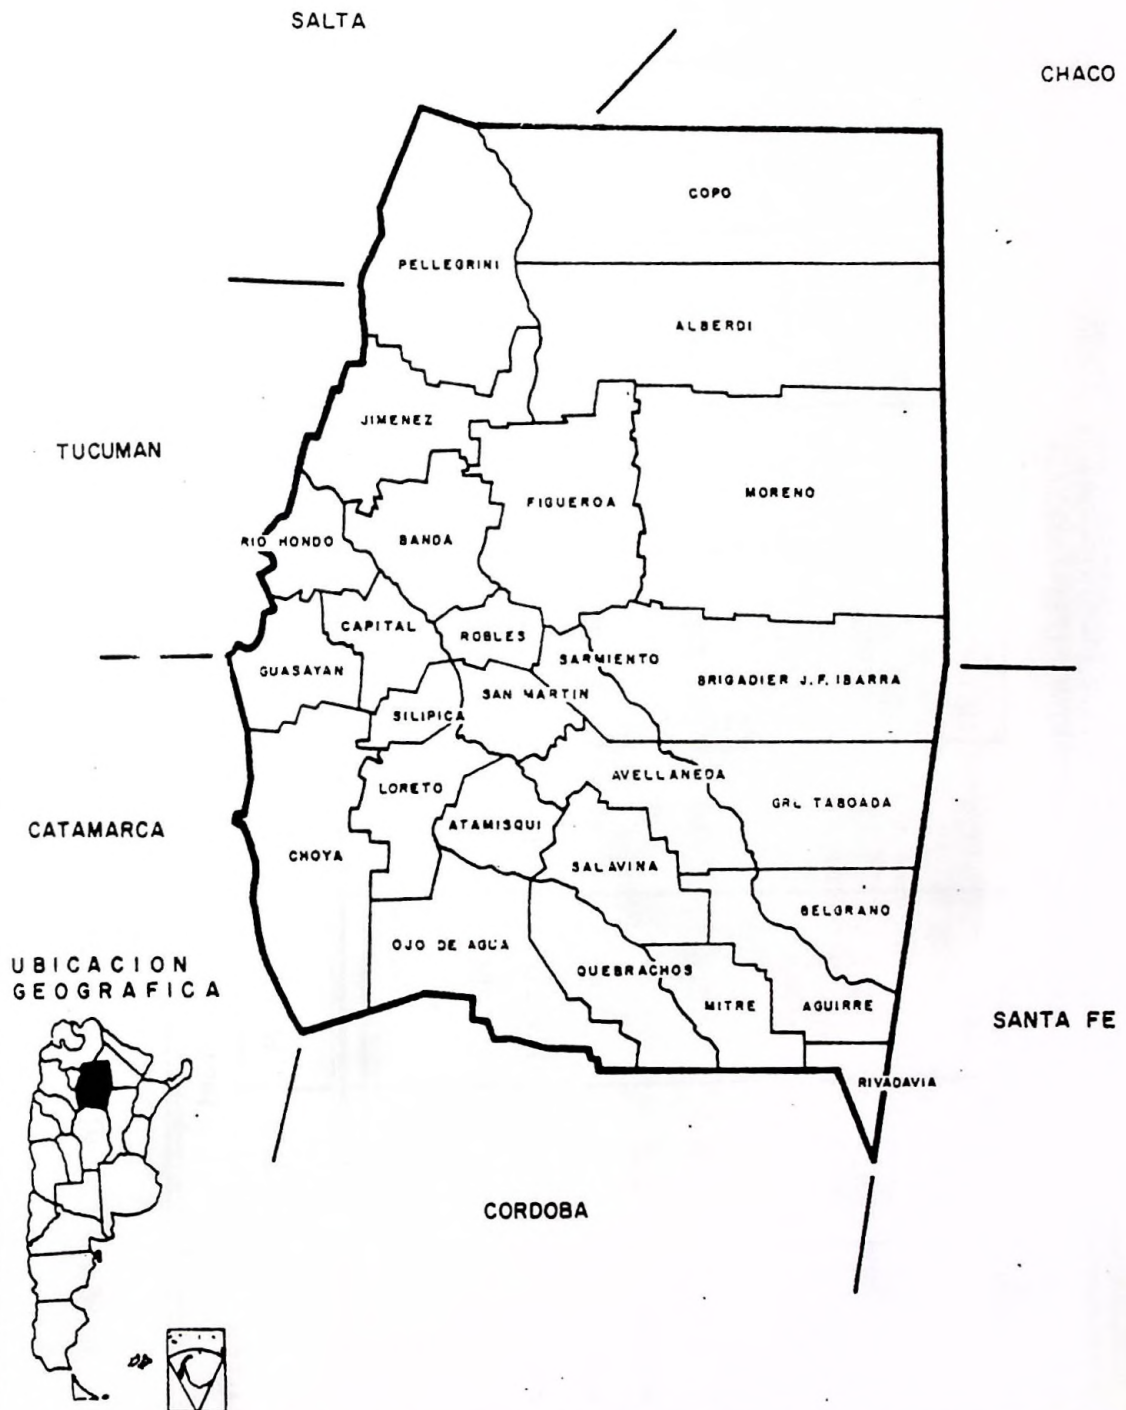 SALTA
CHACO
COPO
PELLEGRINI
ALBERDI
JIMENEZ
TUCUMAN
MORENO
FIGUEROA
RIO HONDO
BANDA
CAPITAL
ROBLES
SARMIENTO
GUASAYAN
BRIGADIER J.F. IBARRA
SAN MARTIN
SILIPICA
AVELLANEDA
LORETO
GRL TABOADA
ATAMISQUI
CATAMARCA
CHOYA
SALAVINA
BELGRANO
OJO DE AGUA
UBICACION
GEOGRAFICA
QUEBRACHOS
MITRE
AGUIRRE
SANTA FE
RIVADAVIA
CORDOBA